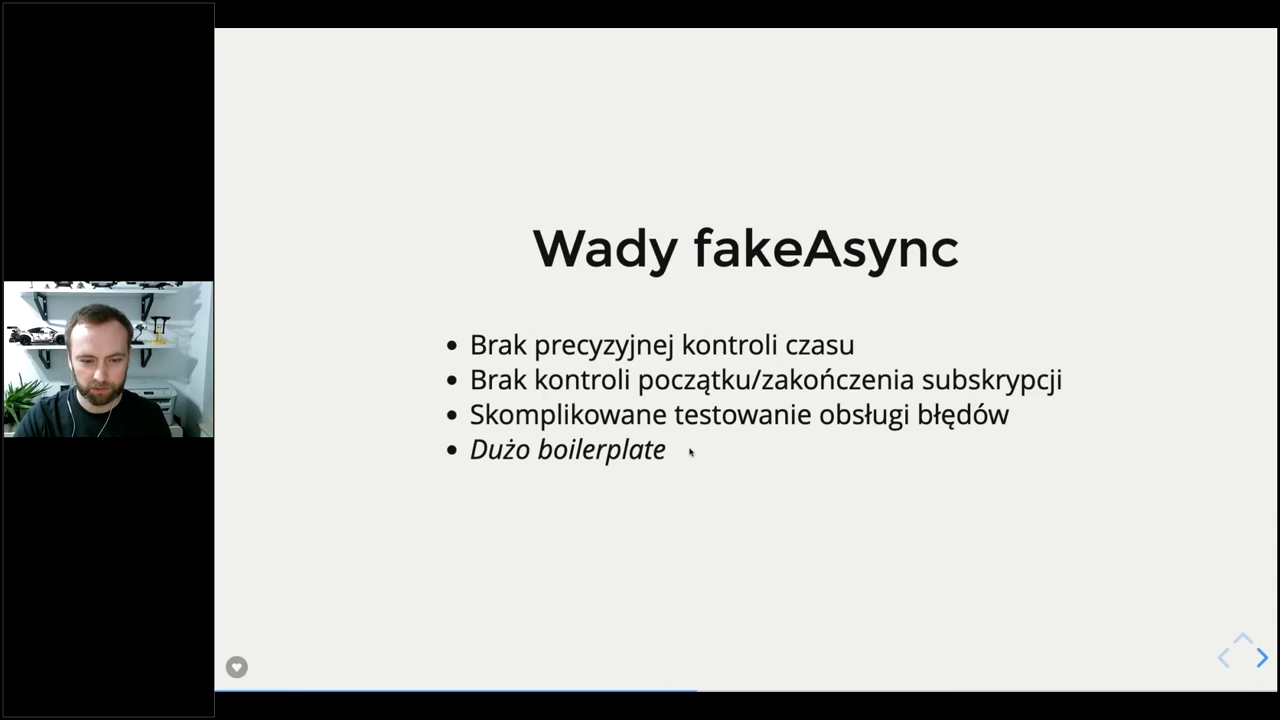 Wady fakeAsync
Brak precyzyjnej kontroli czasu
Brak kontroli początku/zakończenia subskrypcji
Skomplikowane testowanie obsługi błędów
Dużo boilerplate